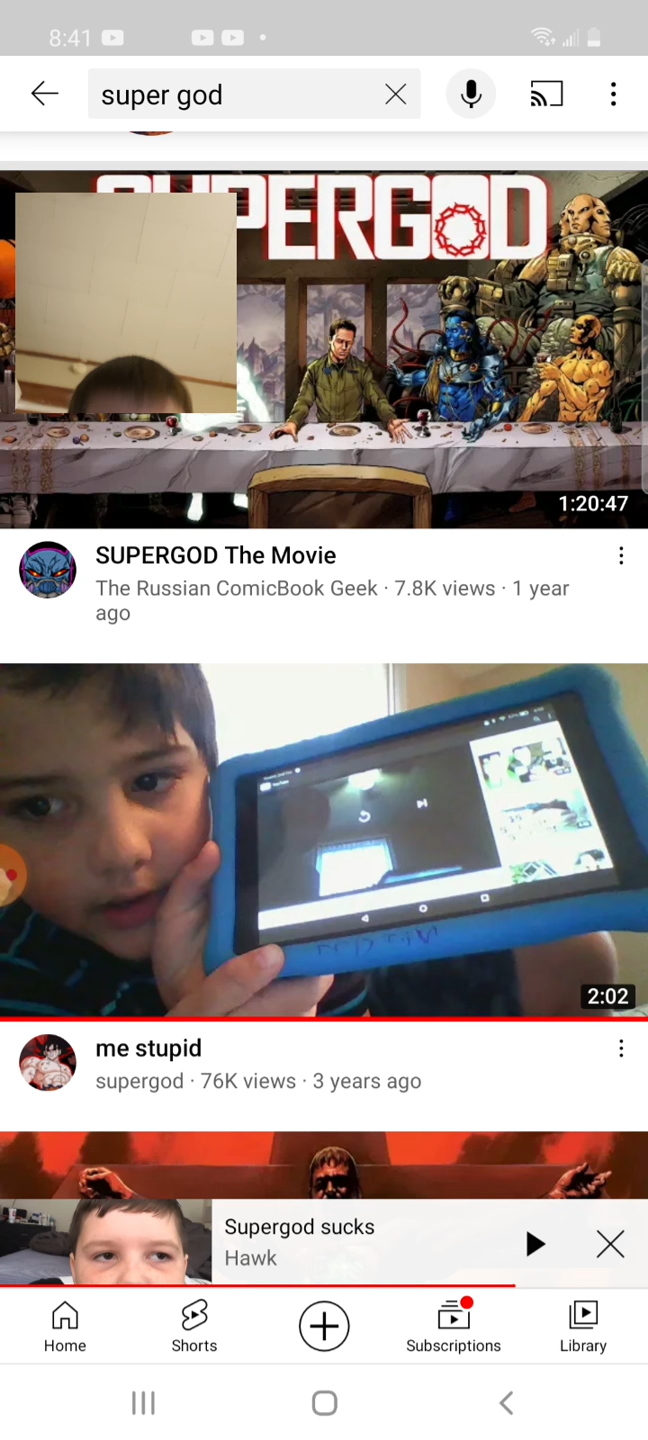 8:41
super god
SUPERGOD
1:20:47
SUPERGOD The Movie
The Russian ComicBook Geek · 7.8K views · 1 year
ago
2:02
me stupid
supergod · 76K views · 3 years ago
Supergod sucks
Hawk
Home
Shorts
Subscriptions
Library